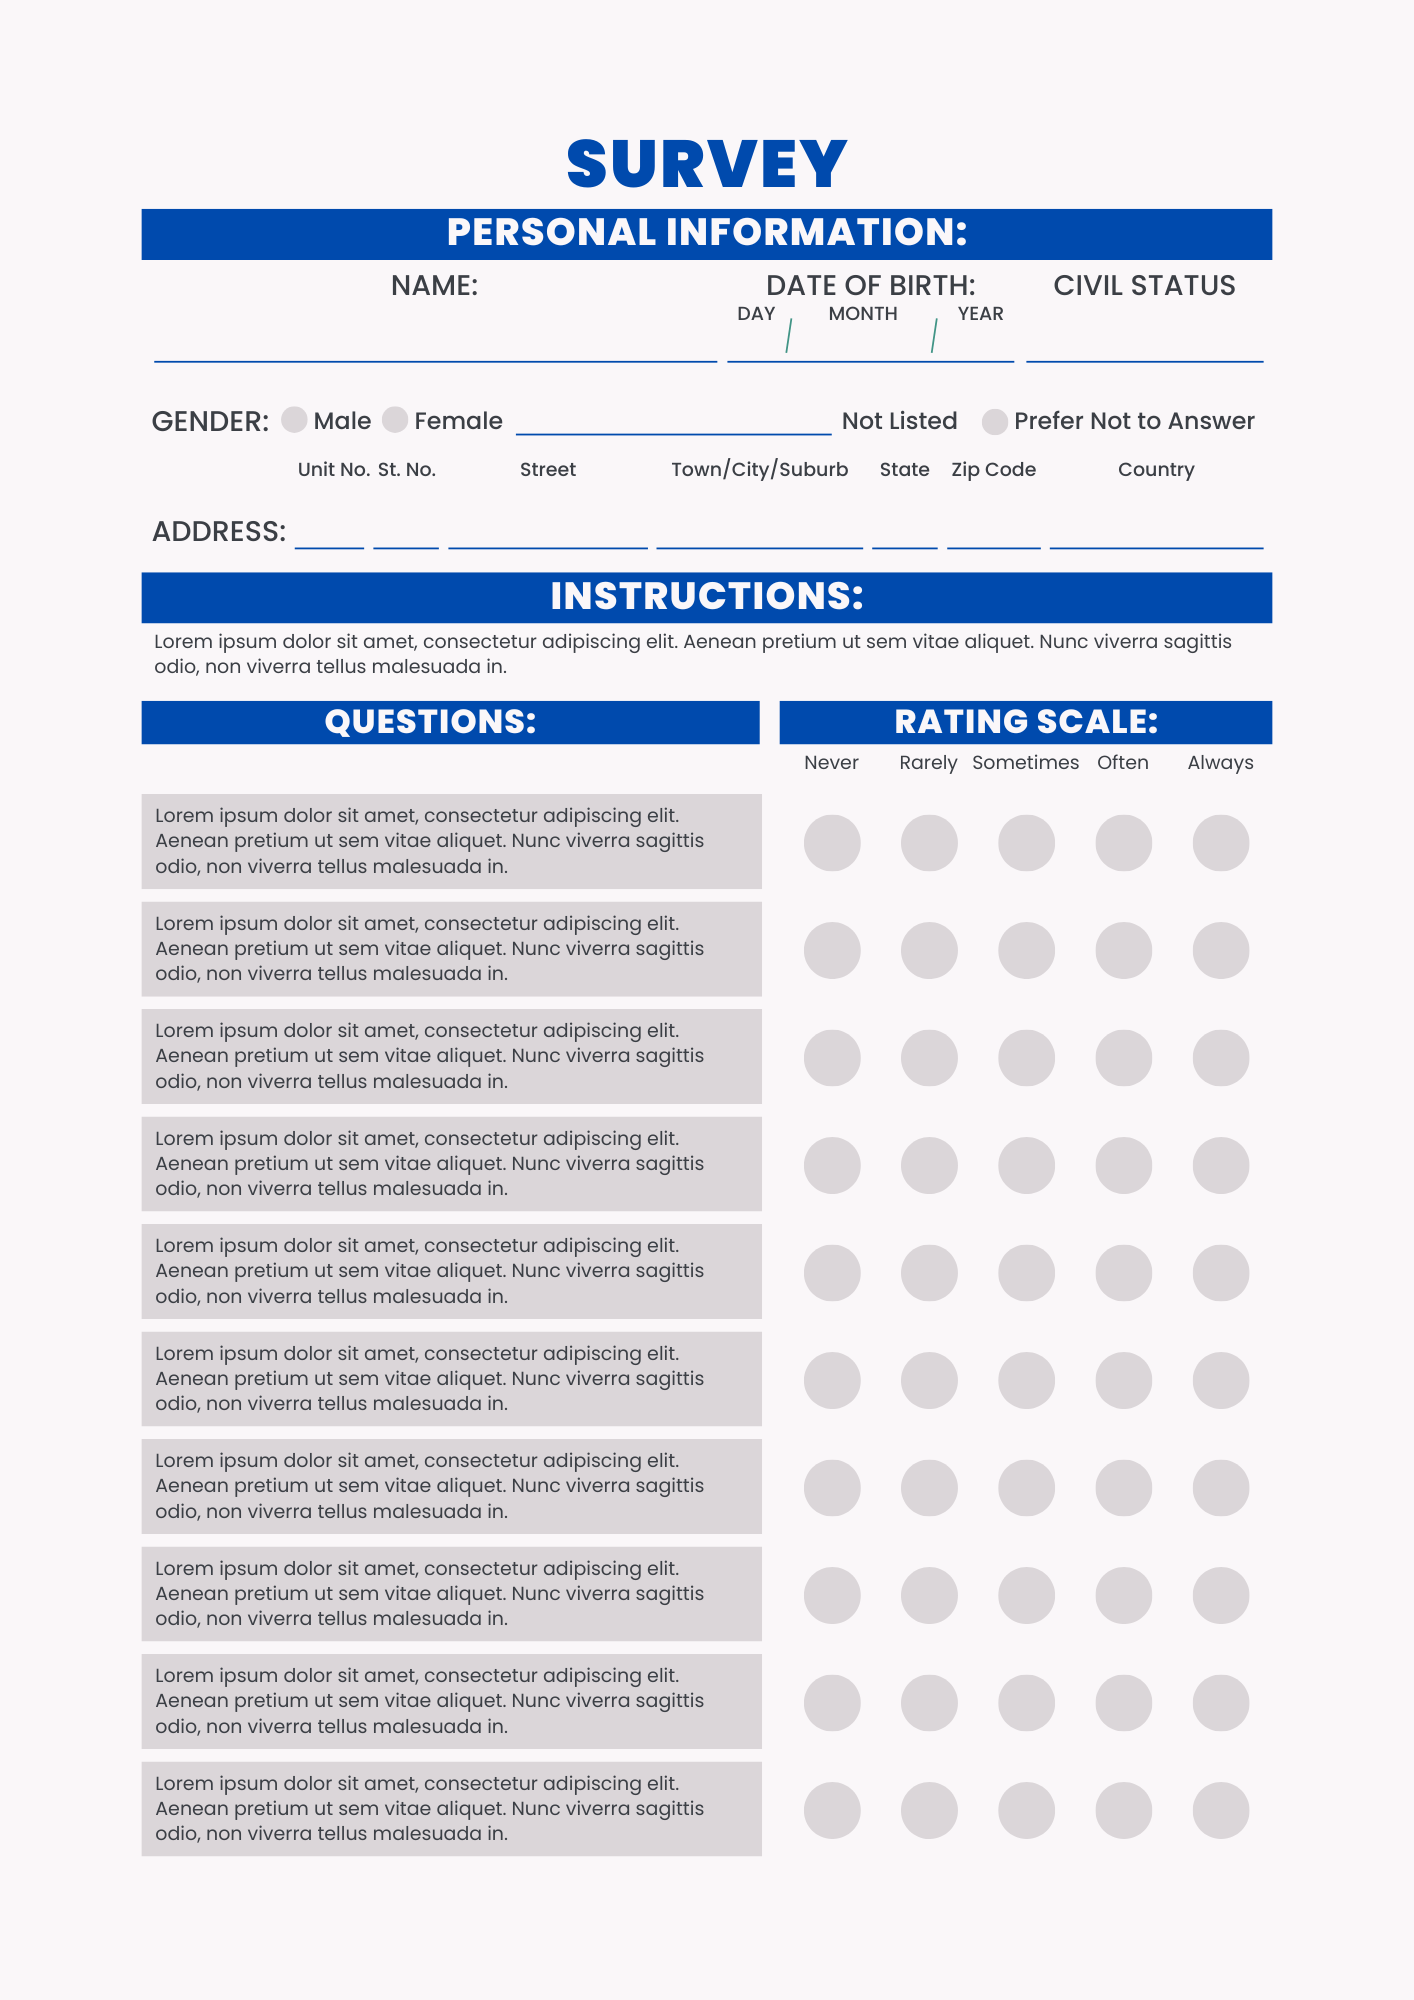 SURVEY
PERSONAL INFORMATION:
NAME: DATE OF BIRTH: CIVIL STATUS
DAY / MONTH / YEAR
GENDER: Male Female Not Listed Prefer Not to Answer
Unit No. St. No. Street Town/City/Suburb State Zip Code Country
ADDRESS:
INSTRUCTIONS:
Lorem ipsum dolor sit amet, consectetur adipiscing elit. Aenean pretium ut sem vitae aliquet. Nunc viverra sagittis
odio, non viverra tellus malesuada in.
QUESTIONS: RATING SCALE:
Never Rarely Sometimes Often Always
Lorem ipsum dolor sit amet, consectetur adipiscing elit.
Aenean pretium ut sem vitae aliquet. Nunc viverra sagittis
odio, non viverra tellus malesuada in.
Lorem ipsum dolor sit amet, consectetur adipiscing elit.
Aenean pretium ut sem vitae aliquet. Nunc viverra sagittis
odio, non viverra tellus malesuada in.
Lorem ipsum dolor sit amet, consectetur adipiscing elit.
Aenean pretium ut sem vitae aliquet. Nunc viverra sagittis
odio, non viverra tellus malesuada in.
Lorem ipsum dolor sit amet, consectetur adipiscing elit.
Aenean pretium ut sem vitae aliquet. Nunc viverra sagittis
odio, non viverra tellus malesuada in.
Lorem ipsum dolor sit amet, consectetur adipiscing elit.
Aenean pretium ut sem vitae aliquet. Nunc viverra sagittis
odio, non viverra tellus malesuada in.
Lorem ipsum dolor sit amet, consectetur adipiscing elit.
Aenean pretium ut sem vitae aliquet. Nunc viverra sagittis
odio, non viverra tellus malesuada in.
Lorem ipsum dolor sit amet, consectetur adipiscing elit.
Aenean pretium ut sem vitae aliquet. Nunc viverra sagittis
odio, non viverra tellus malesuada in.
Lorem ipsum dolor sit amet, consectetur adipiscing elit.
Aenean pretium ut sem vitae aliquet. Nunc viverra sagittis
odio, non viverra tellus malesuada in.
Lorem ipsum dolor sit amet, consectetur adipiscing elit.
Aenean pretium ut sem vitae aliquet. Nunc viverra sagittis
odio, non viverra tellus malesuada in.
Lorem ipsum dolor sit amet, consectetur adipiscing elit.
Aenean pretium ut sem vitae aliquet. Nunc viverra sagittis
odio, non viverra tellus malesuada in.